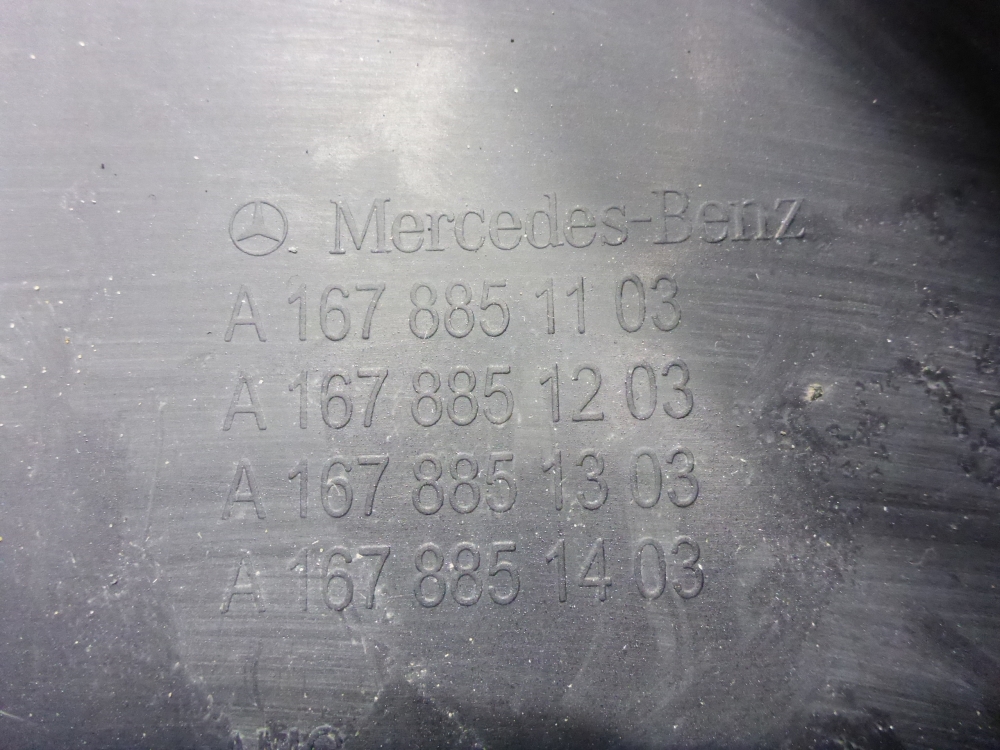 Mercedes-Benz
A 167 885 11 03
A 167 885 12 03
A 167 885 13 03
A 167 885 14 03